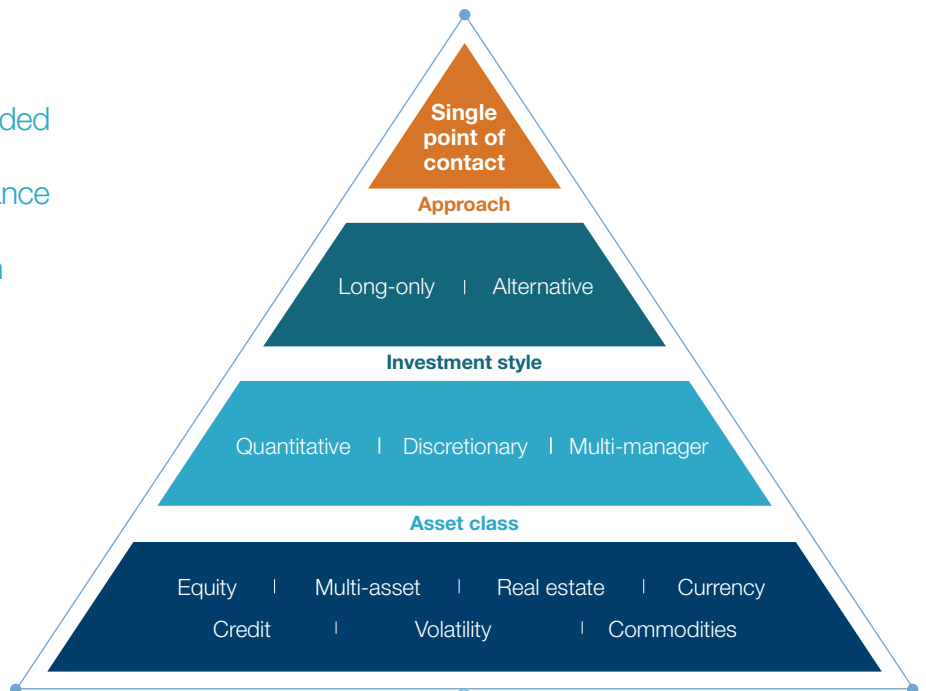 Single
point of
contact
Approach
Long-only | Alternative
Investment style
Quantitative | Discretionary | Multi-manager
Asset class
Equity | Multi-asset | Real estate | Currency
Credit | Volatility | Commodities